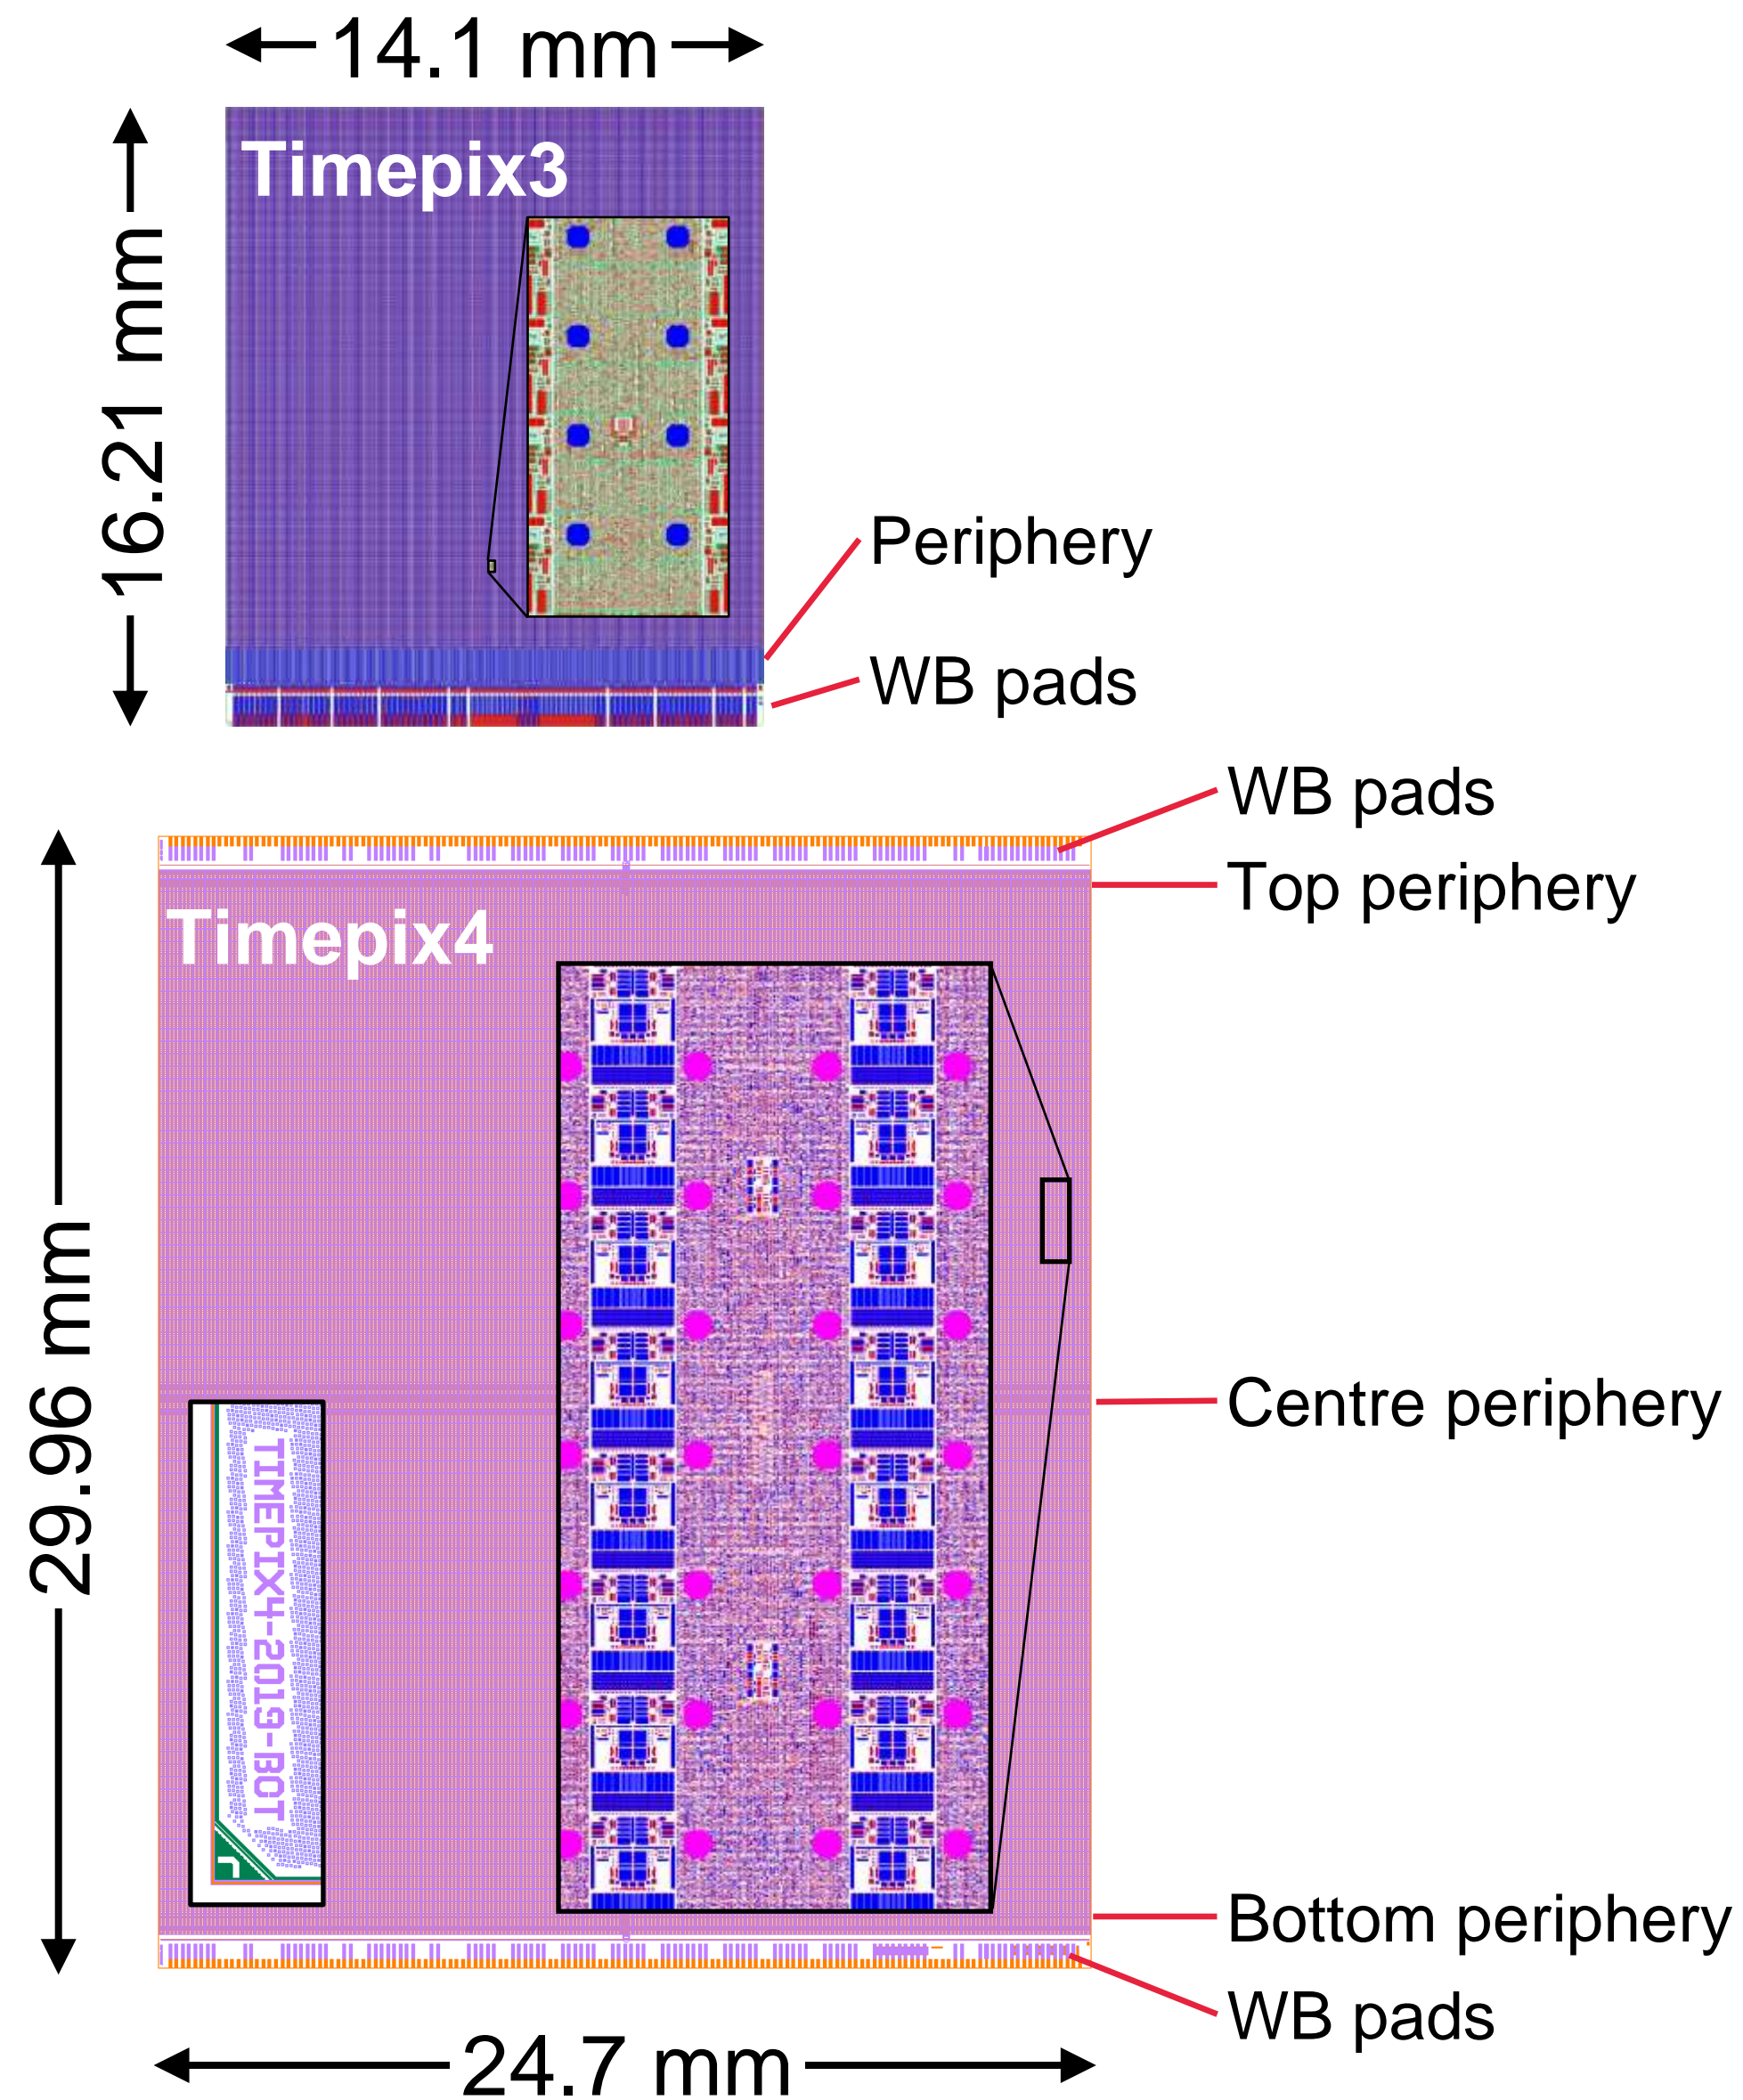 14.1 mm
16.21 mm
Timepix3
Periphery
WB pads
WB pads
Top periphery
Timepix4
29.96 mm
Centre periphery
TIMEPIX4-2019-BOT
Bottom periphery
WB pads
24.7 mm